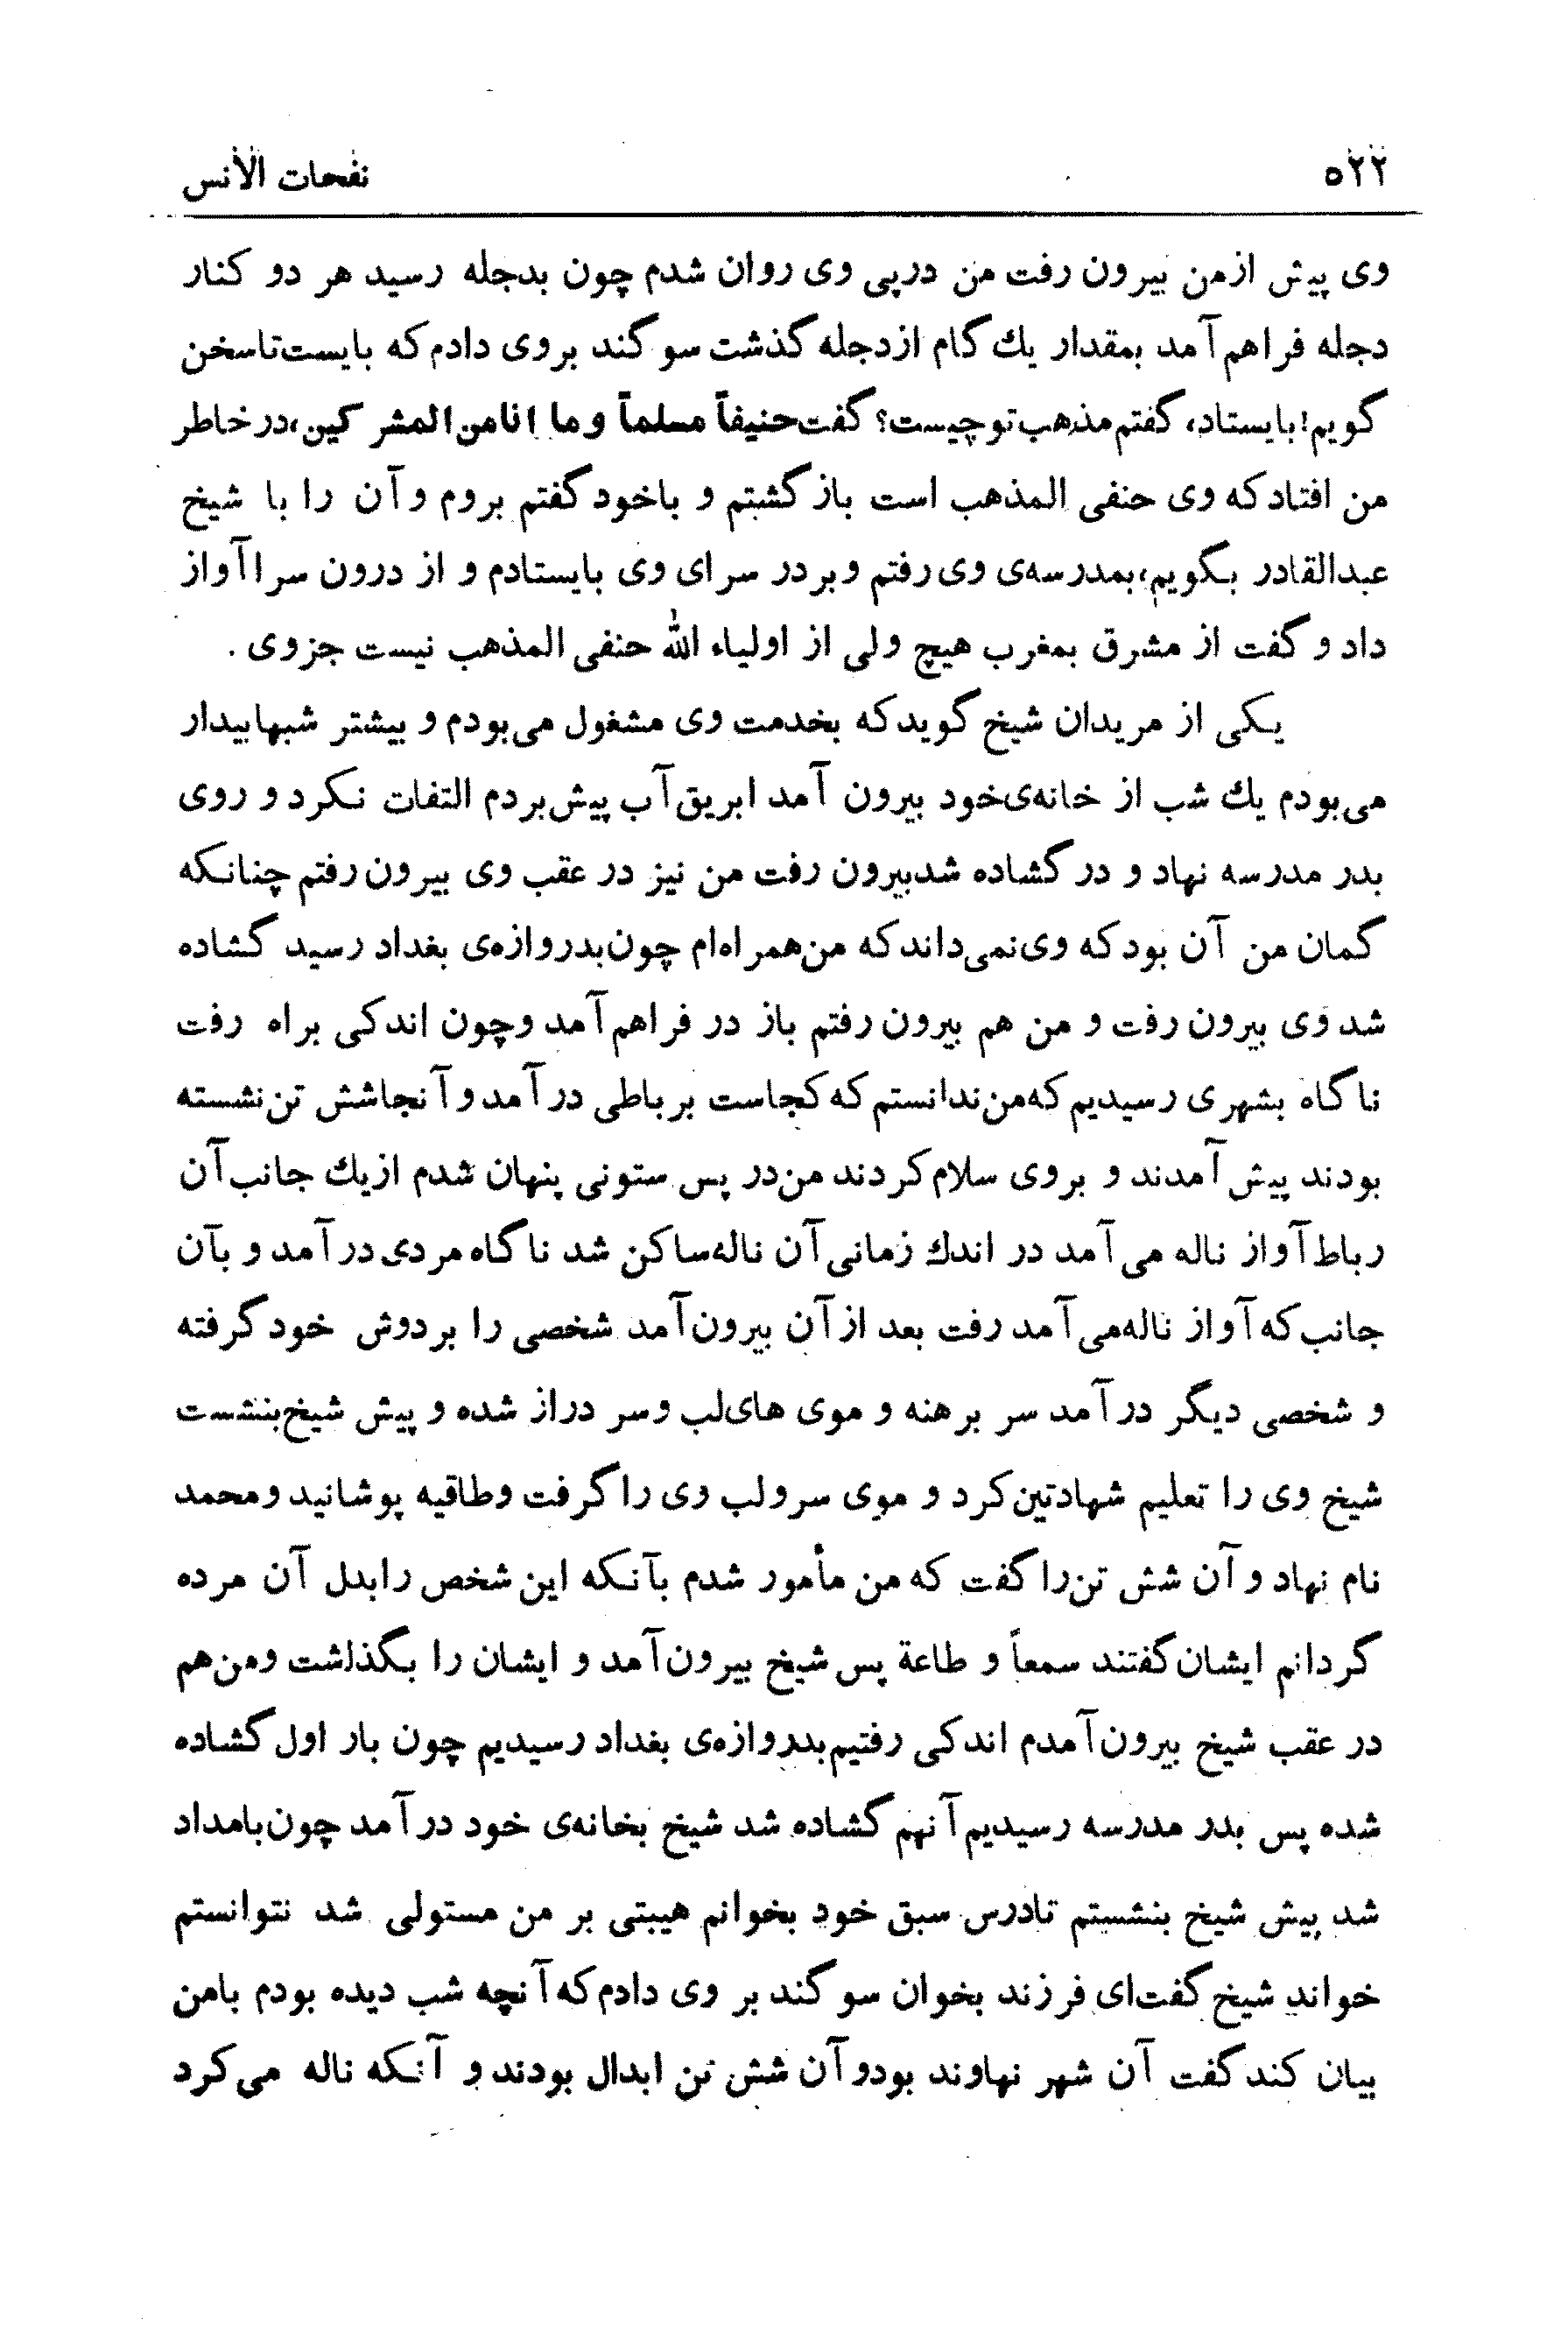 ۵۲۲ نفحات الأنس
وی پیش ازمن بیرون رفت من درپی وی روان شدم چون بدجله رسید هر دو کنار
دجله فراهم آمد بمقدار یك گام ازدجله گذشت سوگند بروی دادم که بایست تاسخن
گویم! بایستاد، گفتم مذهب تو چیست؟ گفت حنیفاً مسلماً وما انامن المشرکین، درخاطر
من افتاد که وی حنفی المذهب است باز گشتم و باخود گفتم بروم وآن را با شیخ
عبدالقادر بگویم، بمدرسه‌ی وی رفتم وبر در سرای وی بایستادم و از درون سرا آواز
داد و گفت از مشرق بمغرب هیچ ولی از اولیاء الله حنفی المذهب نیست جزوی .
یکی از مریدان شیخ گوید که بخدمت وی مشغول می‌بودم و بیشتر شبها بیدار
می‌بودم یك شب از خانه‌ی خود بیرون آمد ابریق آب پیش بردم التفات نکرد و روی
بدر مدرسه نهاد و در گشاده شد بیرون رفت من نیز در عقب وی بیرون رفتم چنانکه
گمان من آن بود که وی نمی‌داند که من همراه‌ام چون بدروازه‌ی بغداد رسید گشاده
شد وی بیرون رفت و من هم بیرون رفتم باز در فراهم آمد وچون اندکی براه رفت
ناگاه بشهری رسیدیم که من ندانستم که کجاست برباطی در آمد و آنجاشش تن نشسته
بودند پیش آمدند و بروی سلام کردند من در پس ستونی پنهان شدم ازیك جانب آن
رباط آواز ناله می‌آمد در اندك زمانی آن ناله ساکن شد ناگاه مردی در آمد و بآن
جانب که آواز ناله می‌آمد رفت بعد ازآن بیرون آمد شخصی را بردوش خود گرفته
و شخصی دیگر در آمد سر برهنه و موی های لب وسر دراز شده و پیش شیخ بنشست
شیخ وی را تعلیم شهادتین کرد و موی سرولب وی را گرفت وطاقیه پوشانید ومحمد
نام نهاد و آن شش تن را گفت که من مأمور شدم بآنکه این شخص رابدل آن مرده
گردانم ایشان گفتند سمعاً و طاعة پس شیخ بیرون آمد و ایشان را بگذاشت ومن هم
در عقب شیخ بیرون آمدم اندکی رفتیم بدروازه‌ی بغداد رسیدیم چون بار اول گشاده
شده پس بدر مدرسه رسیدیم آنهم گشاده شد شیخ بخانه‌ی خود در آمد چون بامداد
شد پیش شیخ بنشستم تادرس سبق خود بخوانم هیبتی بر من مستولی شد نتوانستم
خواند شیخ گفت ای فرزند بخوان سوگند بر وی دادم که آنچه شب دیده بودم بامن
بیان کند گفت آن شهر نهاوند بودو آن شش تن ابدال بودند و آنکه ناله می‌کرد